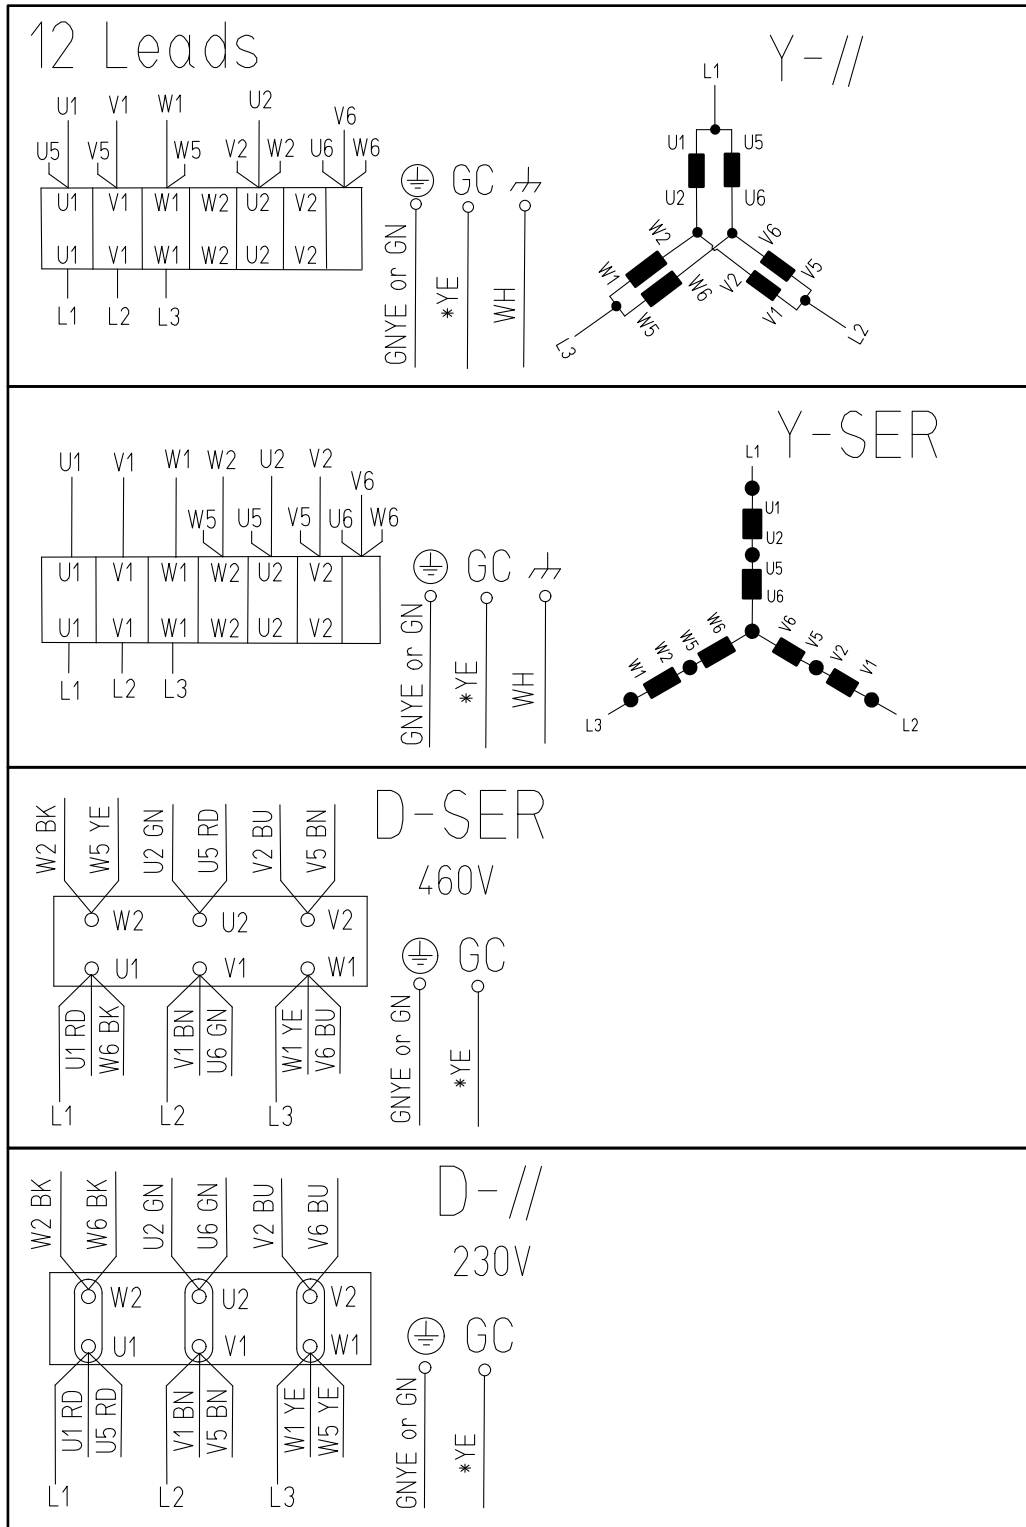 12 Leads
Y-//
U1 V1 W1 U2 V6
U5 V5 W5 V2 W2 U6 W6
U1 V1 W1 W2 U2 V2
U1 V1 W1 W2 U2 V2
L1 L2 L3
GC
GNYE or GN
*YE
WH
L1
U1 U5
U2 U6
W2 V6
W1 W6 V2 V5
W5 V1
L3 L2
Y-SER
U1 V1 W1 W2 U2 V2 V6
W5 U5 V5 U6 W6
U1 V1 W1 W2 U2 V2
U1 V1 W1 W2 U2 V2
L1 L2 L3
GC
GNYE or GN
*YE
WH
L1
U1
U2
U5
U6
W1 W2 W5 W6 V6 V5 V2 V1
L3 L2
D-SER
460V
W2 BK W5 YE U2 GN U5 RD V2 BU V5 BN
W2 U2 V2
U1 V1 W1
U1 RD W6 BK V1 BN U6 GN W1 YE V6 BU
L1 L2 L3
GC
GNYE or GN
*YE
D-//
230V
W2 BK W6 BK U2 GN U6 GN V2 BU V6 BU
W2 U2 V2
U1 V1 W1
U1 RD U5 RD V1 BN V5 BN W1 YE W5 YE
L1 L2 L3
GC
GNYE or GN
*YE